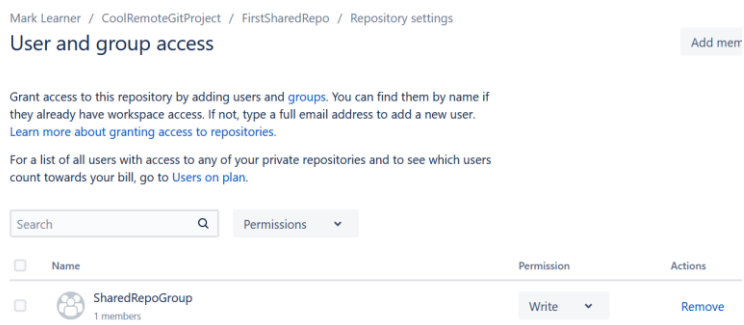 Mark Learner / CoolRemoteGitProject / FirstSharedRepo / Repository settings
User and group access
Add mem
Grant access to this repository by adding users and groups. You can find them by name if
they already have workspace access. If not, type a full email address to add a new user.
Learn more about granting access to repositories.
For a list of all users with access to any of your private repositories and to see which users
count towards your bill, go to Users on plan.
Search
Permissions
Name Permission Actions
SharedRepoGroup
1 members
Write
Remove